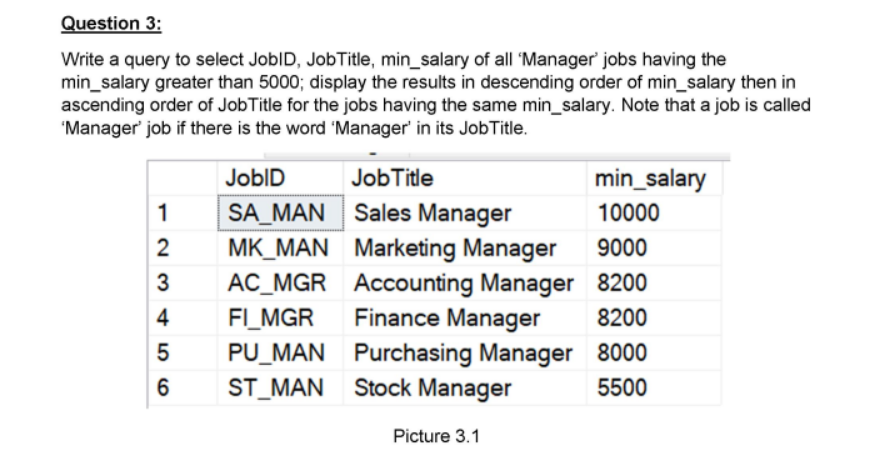 Question 3:
Write a query to select JobID, JobTitle, min_salary of all ‘Manager’ jobs having the
min_salary greater than 5000; display the results in descending order of min_salary then in
ascending order of JobTitle for the jobs having the same min_salary. Note that a job is called
‘Manager’ job if there is the word ‘Manager’ in its JobTitle.
JobID JobTitle min_salary
1 SA_MAN Sales Manager 10000
2 MK_MAN Marketing Manager 9000
3 AC_MGR Accounting Manager 8200
4 FI_MGR Finance Manager 8200
5 PU_MAN Purchasing Manager 8000
6 ST_MAN Stock Manager 5500
Picture 3.1